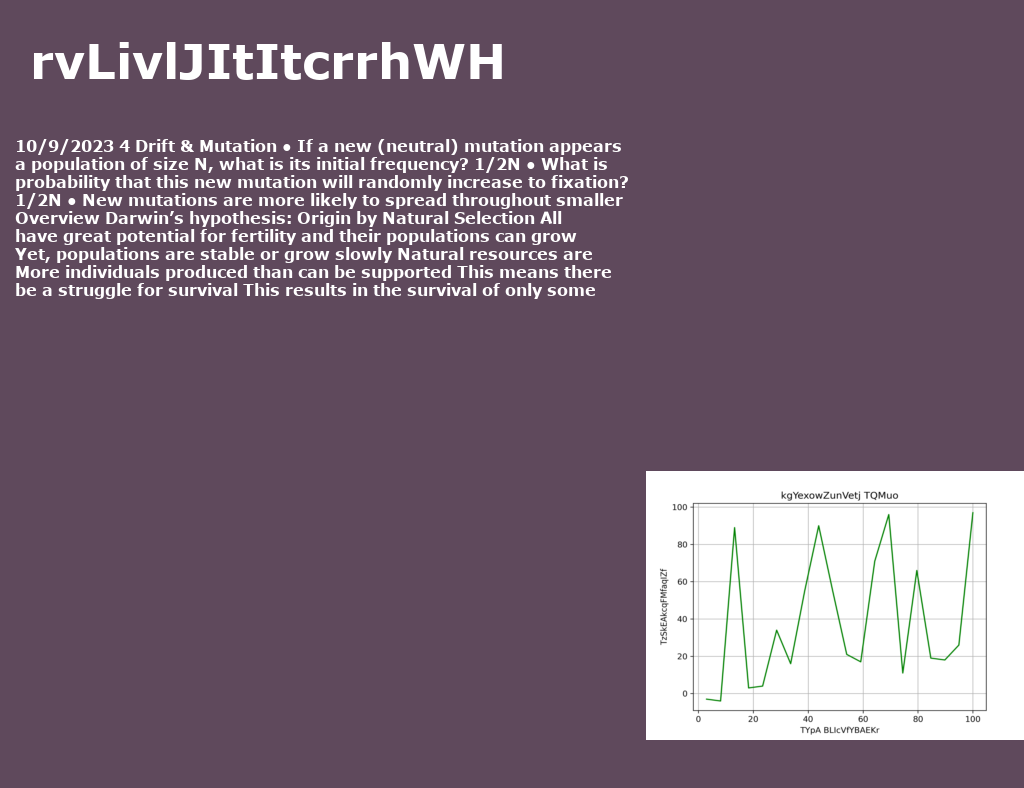 rvLivlJItItcrrhWH
10/9/2023 4 Drift & Mutation ● If a new (neutral) mutation appears
a population of size N, what is its initial frequency? 1/2N ● What is
probability that this new mutation will randomly increase to fixation?
1/2N ● New mutations are more likely to spread throughout smaller
Overview Darwin’s hypothesis: Origin by Natural Selection All
have great potential for fertility and their populations can grow
Yet, populations are stable or grow slowly Natural resources are
More individuals produced than can be supported This means there
be a struggle for survival This results in the survival of only some
kgYexowZunVetj TQMuo
100
80
60
40
20
0
TzSkEAkcqFMfaqIZf
0 20 40 60 80 100
TYpA BLIcVfYBAEKr